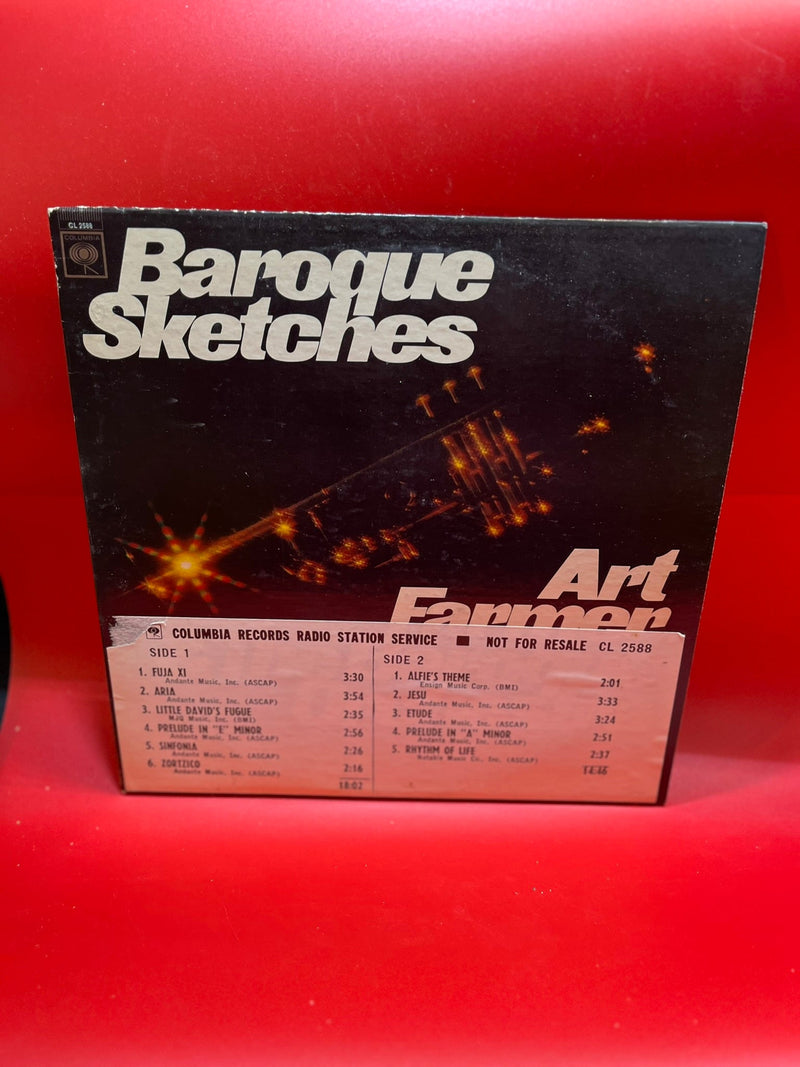 CL 2588
COLUMBIA
Baroque
Sketches
Art
Farmer
COLUMBIA RECORDS RADIO STATION SERVICE ■ NOT FOR RESALE CL 2588
SIDE 1
1. FUJA XI 3:30
Andante Music, Inc. (ASCAP)
2. ARIA 3:54
Andante Music, Inc. (ASCAP)
3. LITTLE DAVID'S FUGUE 2:35
MJQ Music, Inc. (BMI)
4. PRELUDE IN "E" MINOR 2:56
Andante Music, Inc. (ASCAP)
5. SINFONIA 2:26
Andante Music, Inc. (ASCAP)
6. ZORTZICO 2:16
Andante Music, Inc. (ASCAP)
18:02
SIDE 2
1. ALFIE'S THEME 2:01
Ensign Music Corp. (BMI)
2. JESU 3:33
Andante Music, Inc. (ASCAP)
3. ETUDE 3:24
Andante Music, Inc. (ASCAP)
4. PRELUDE IN "A" MINOR 2:51
Andante Music, Inc. (ASCAP)
5. RHYTHM OF LIFE 2:37
Notable Music Co., Inc. (ASCAP)
14:46